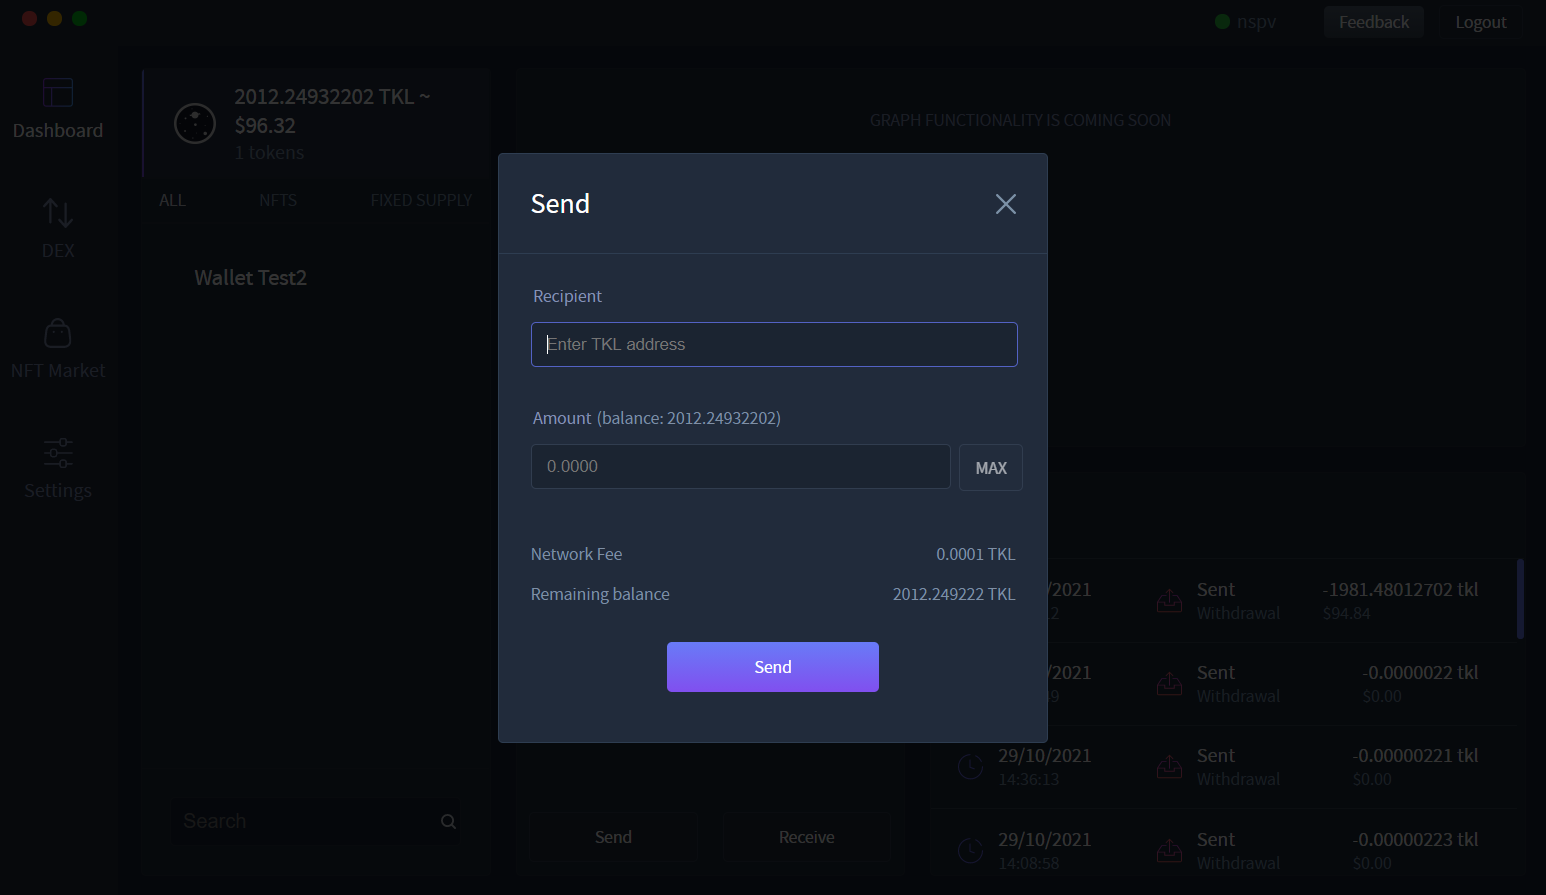 nspv
Feedback
Logout
Dashboard
DEX
NFT Market
Settings
2012.24932202 TKL ~
$96.32
1 tokens
ALL
NFTS
FIXED SUPPLY
Wallet Test2
Search
GRAPH FUNCTIONALITY IS COMING SOON
Send
Recipient
Enter TKL address
Amount (balance: 2012.24932202)
0.0000
MAX
Network Fee
0.0001 TKL
Remaining balance
2012.249222 TKL
Send
Send
Receive
/2021
Sent
-1981.48012702 tkl
Withdrawal
$94.84
/2021
Sent
-0.0000022 tkl
Withdrawal
$0.00
29/10/2021
Sent
-0.00000221 tkl
14:36:13
Withdrawal
$0.00
29/10/2021
Sent
-0.00000223 tkl
14:08:58
Withdrawal
$0.00